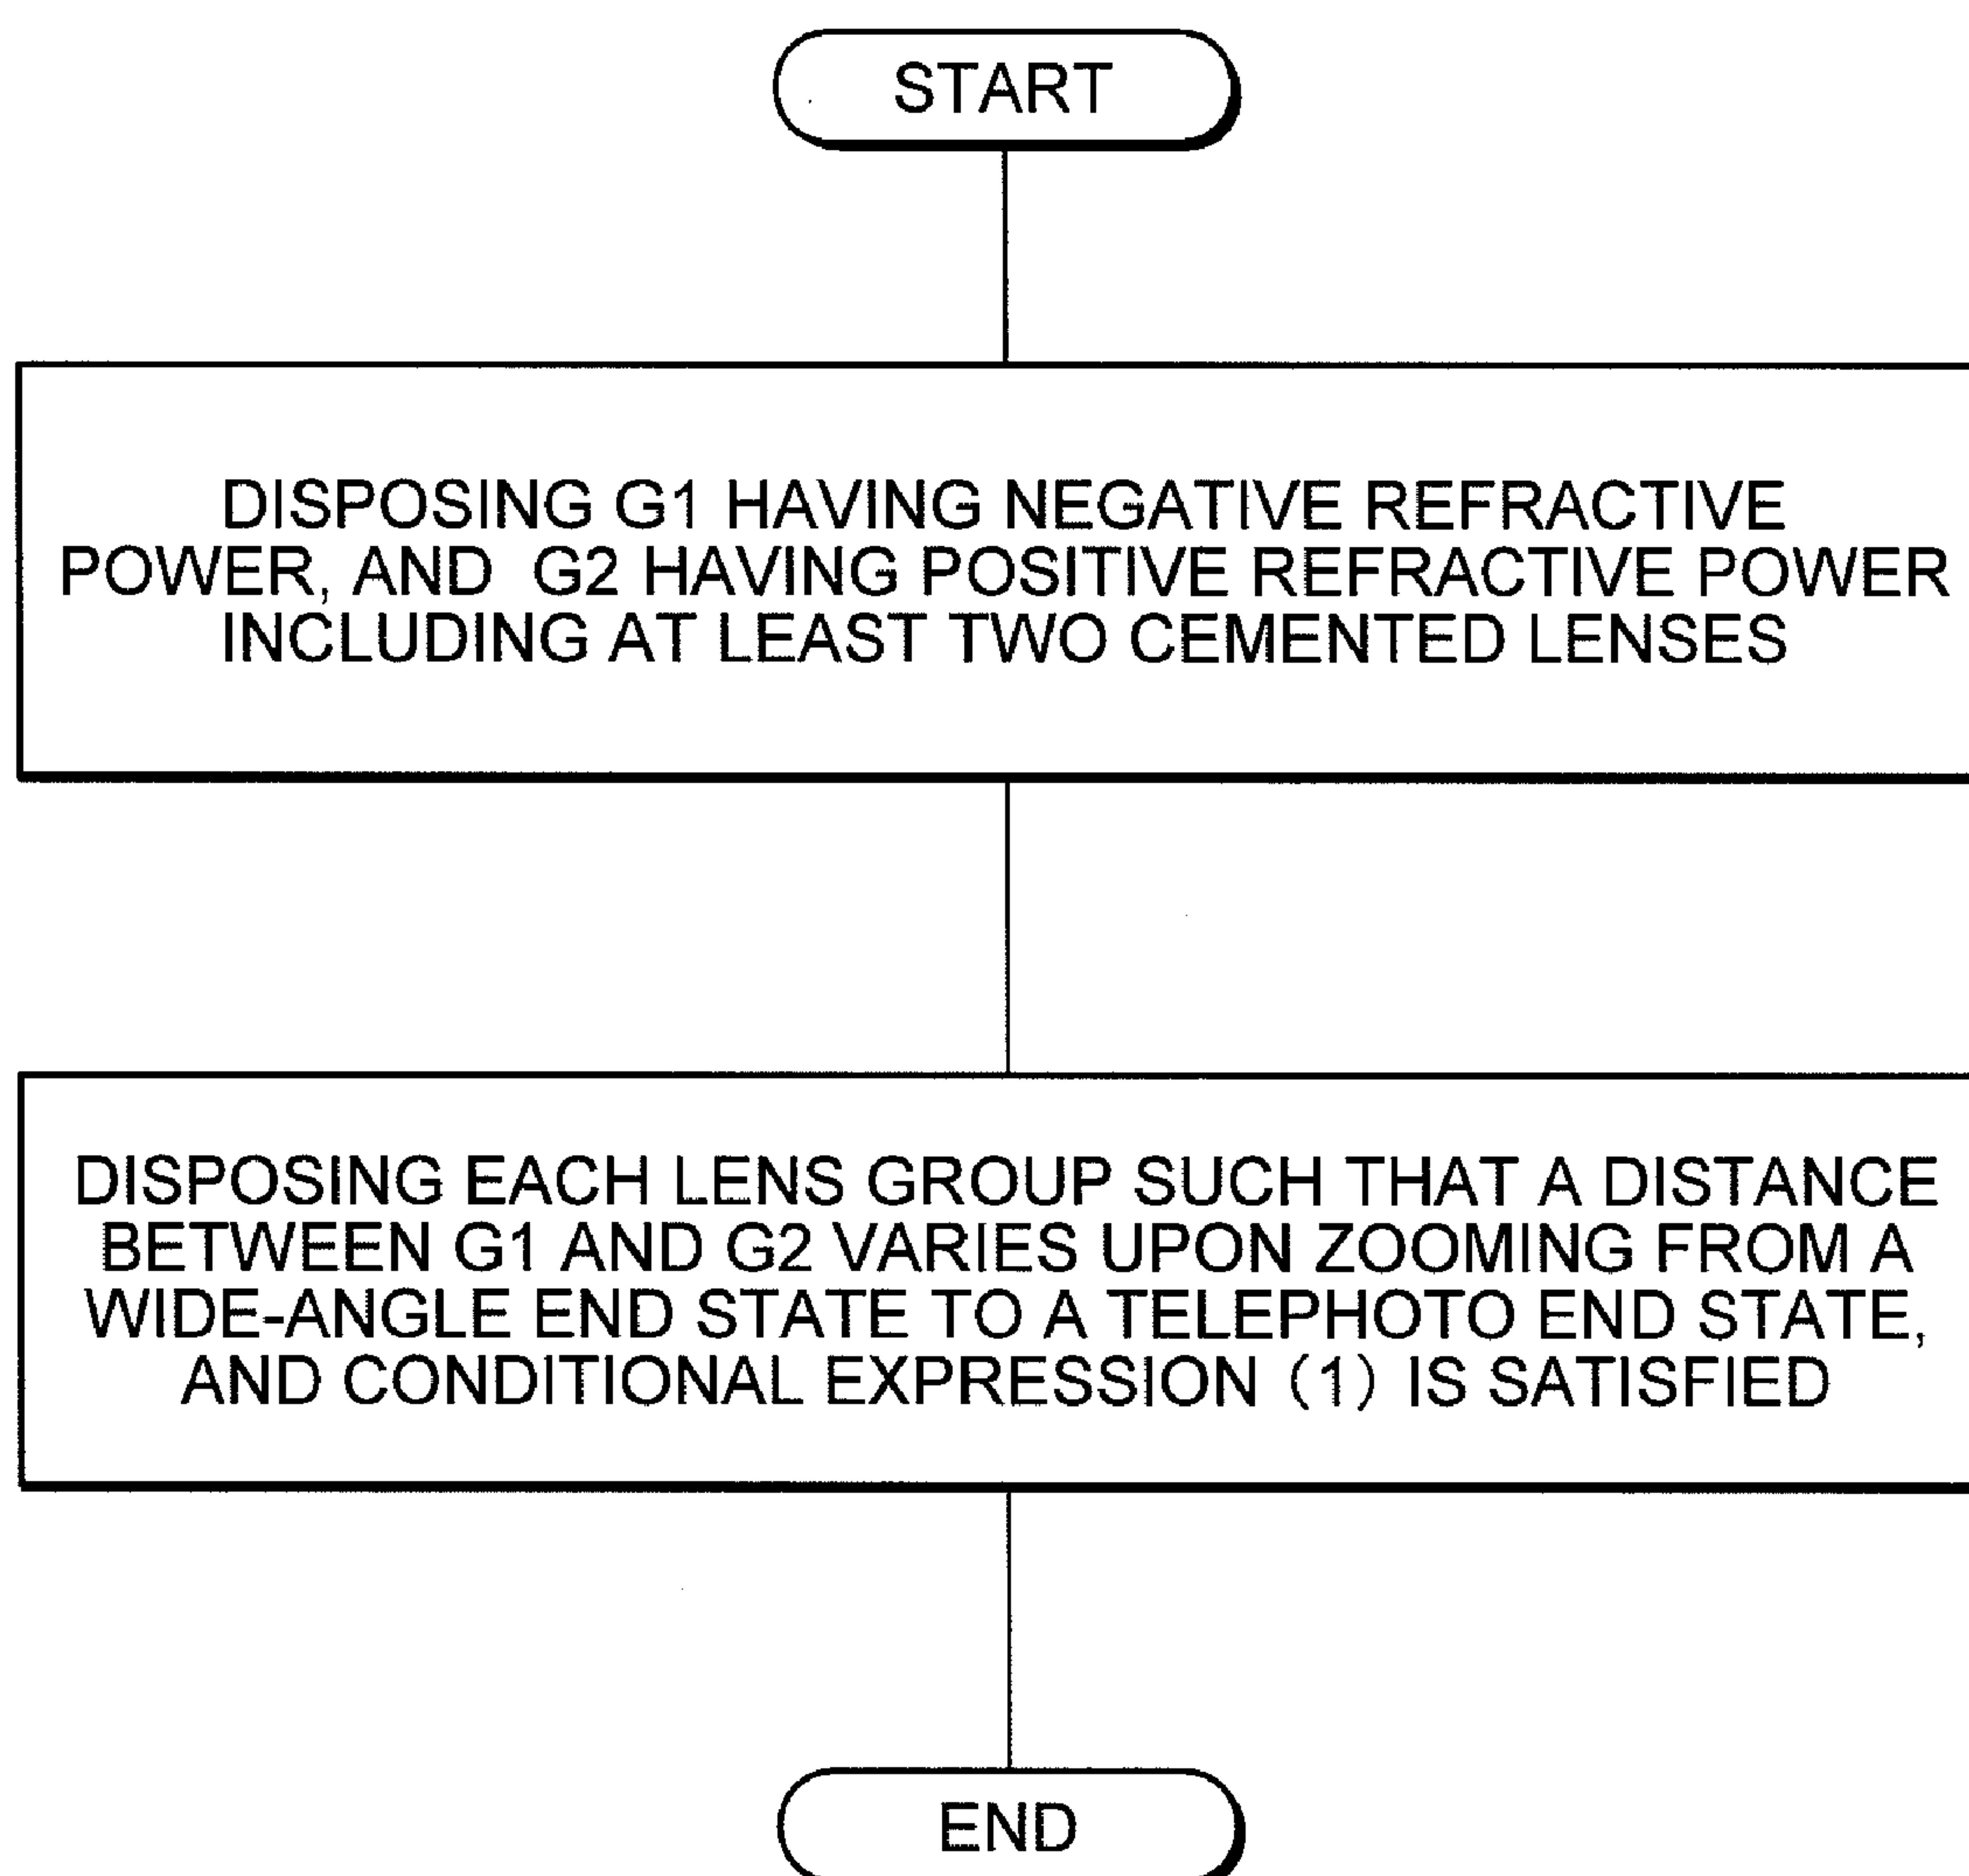 START
DISPOSING G1 HAVING NEGATIVE REFRACTIVE
POWER, AND G2 HAVING POSITIVE REFRACTIVE POWER
INCLUDING AT LEAST TWO CEMENTED LENSES
DISPOSING EACH LENS GROUP SUCH THAT A DISTANCE
BETWEEN G1 AND G2 VARIES UPON ZOOMING FROM A
WIDE-ANGLE END STATE TO A TELEPHOTO END STATE,
AND CONDITIONAL EXPRESSION (1) IS SATISFIED
END